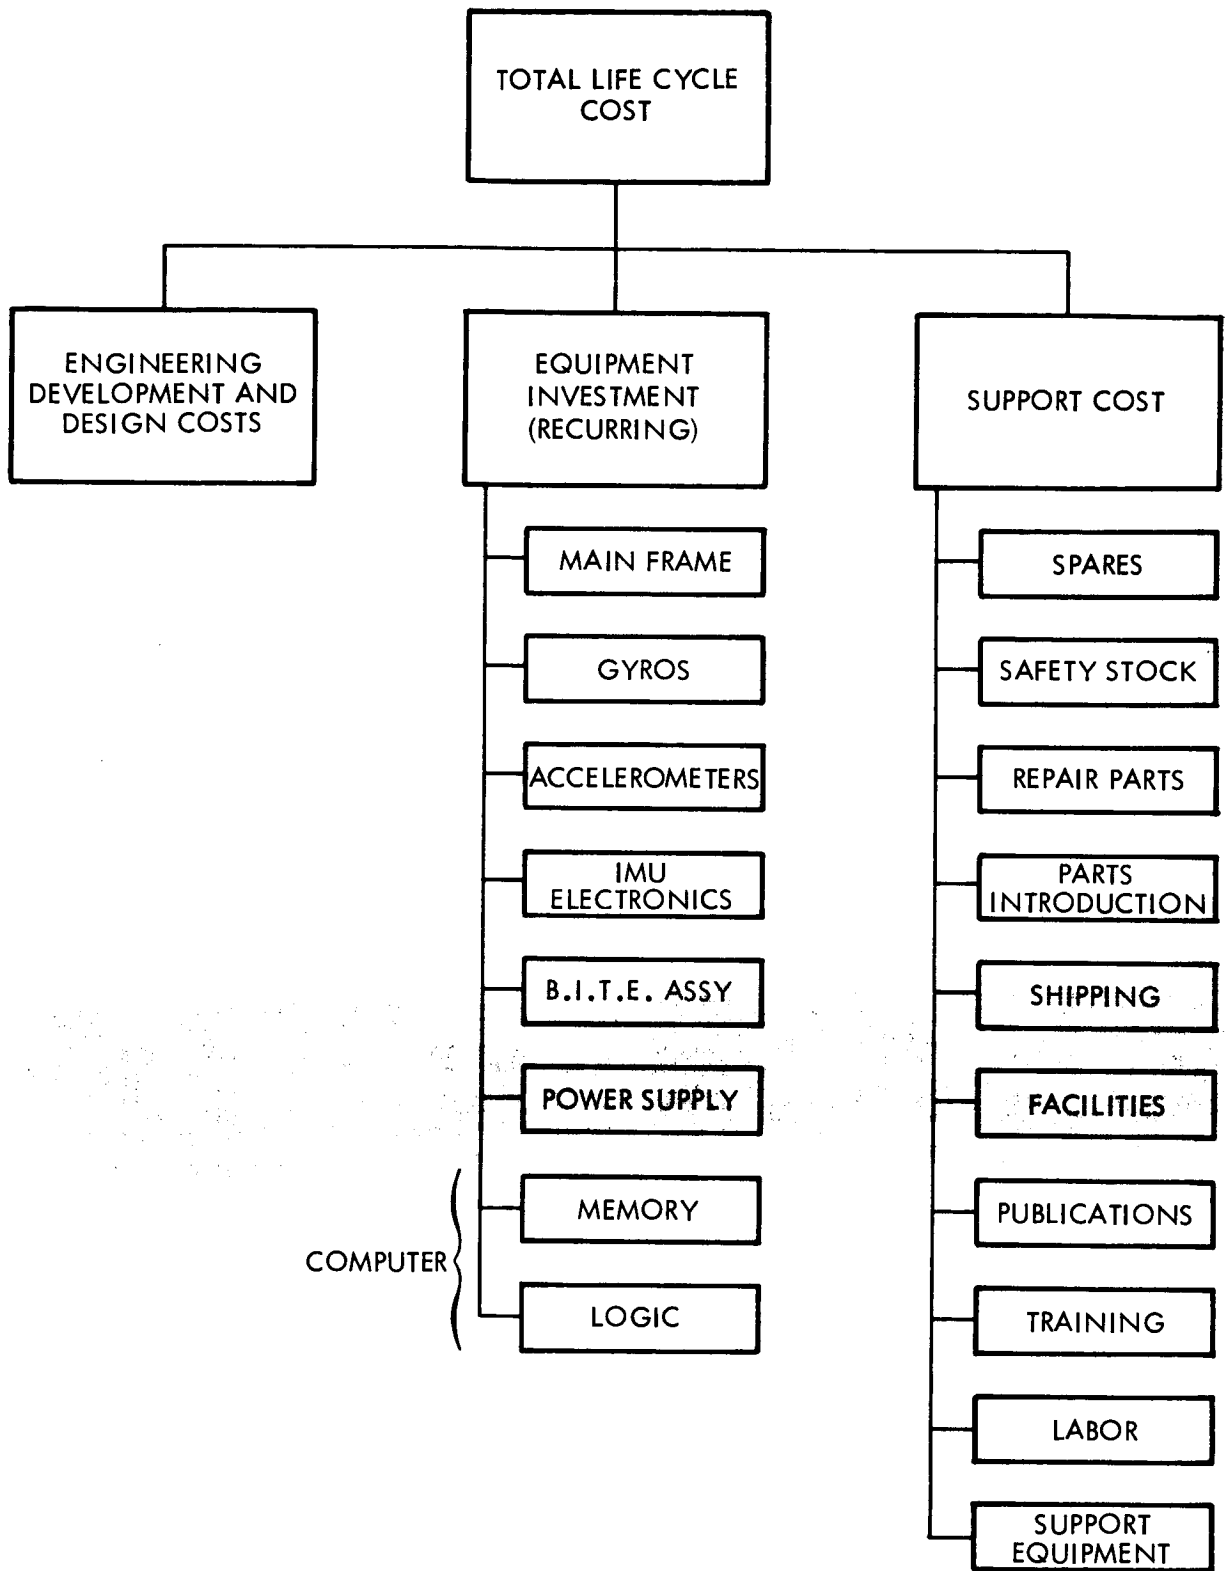 TOTAL LIFE CYCLE
COST
ENGINEERING
DEVELOPMENT AND
DESIGN COSTS
EQUIPMENT
INVESTMENT
(RECURRING)
MAIN FRAME
GYROS
ACCELEROMETERS
IMU
ELECTRONICS
B.I.T.E. ASSY
POWER SUPPLY
COMPUTER
MEMORY
LOGIC
SUPPORT COST
SPARES
SAFETY STOCK
REPAIR PARTS
PARTS
INTRODUCTION
SHIPPING
FACILITIES
PUBLICATIONS
TRAINING
LABOR
SUPPORT
EQUIPMENT